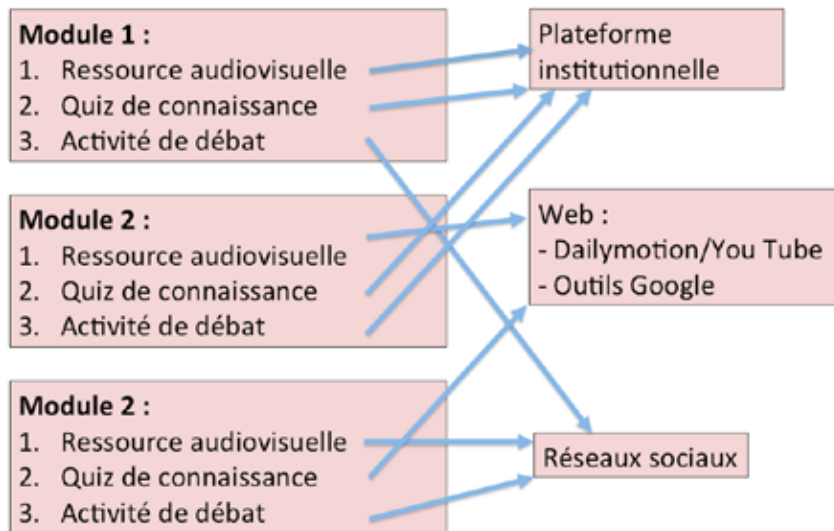 Module 1 :
1. Ressource audiovisuelle
2. Quiz de connaissance
3. Activité de débat
Plateforme
institutionnelle
Module 2 :
1. Ressource audiovisuelle
2. Quiz de connaissance
3. Activité de débat
Web :
- Dailymotion/You Tube
- Outils Google
Module 2 :
1. Ressource audiovisuelle
2. Quiz de connaissance
3. Activité de débat
Réseaux sociaux